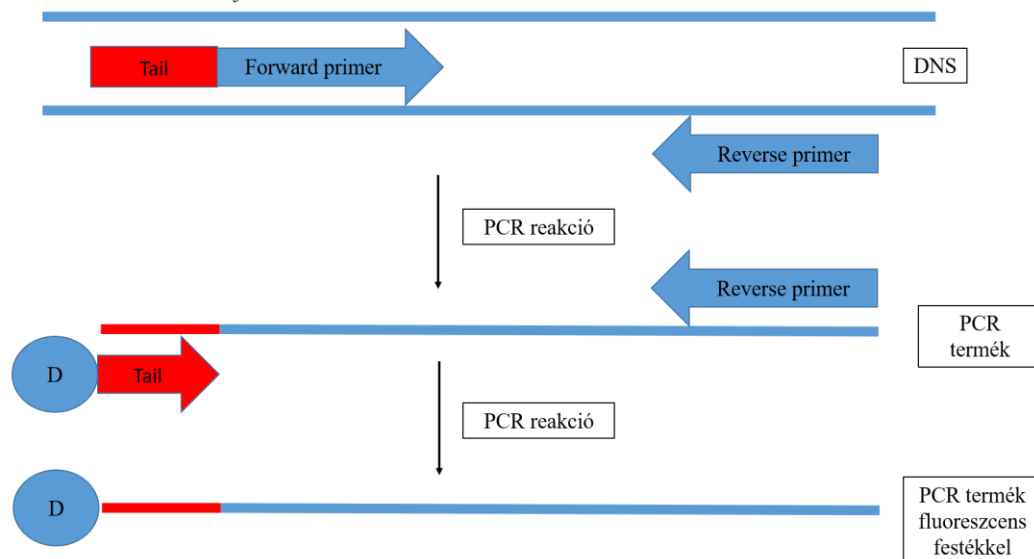 Tail
Forward primer
DNS
Reverse primer
PCR reakció
Reverse primer
PCR
termék
D
Tail
PCR reakció
D
PCR termék
fluoreszcens
festékkel